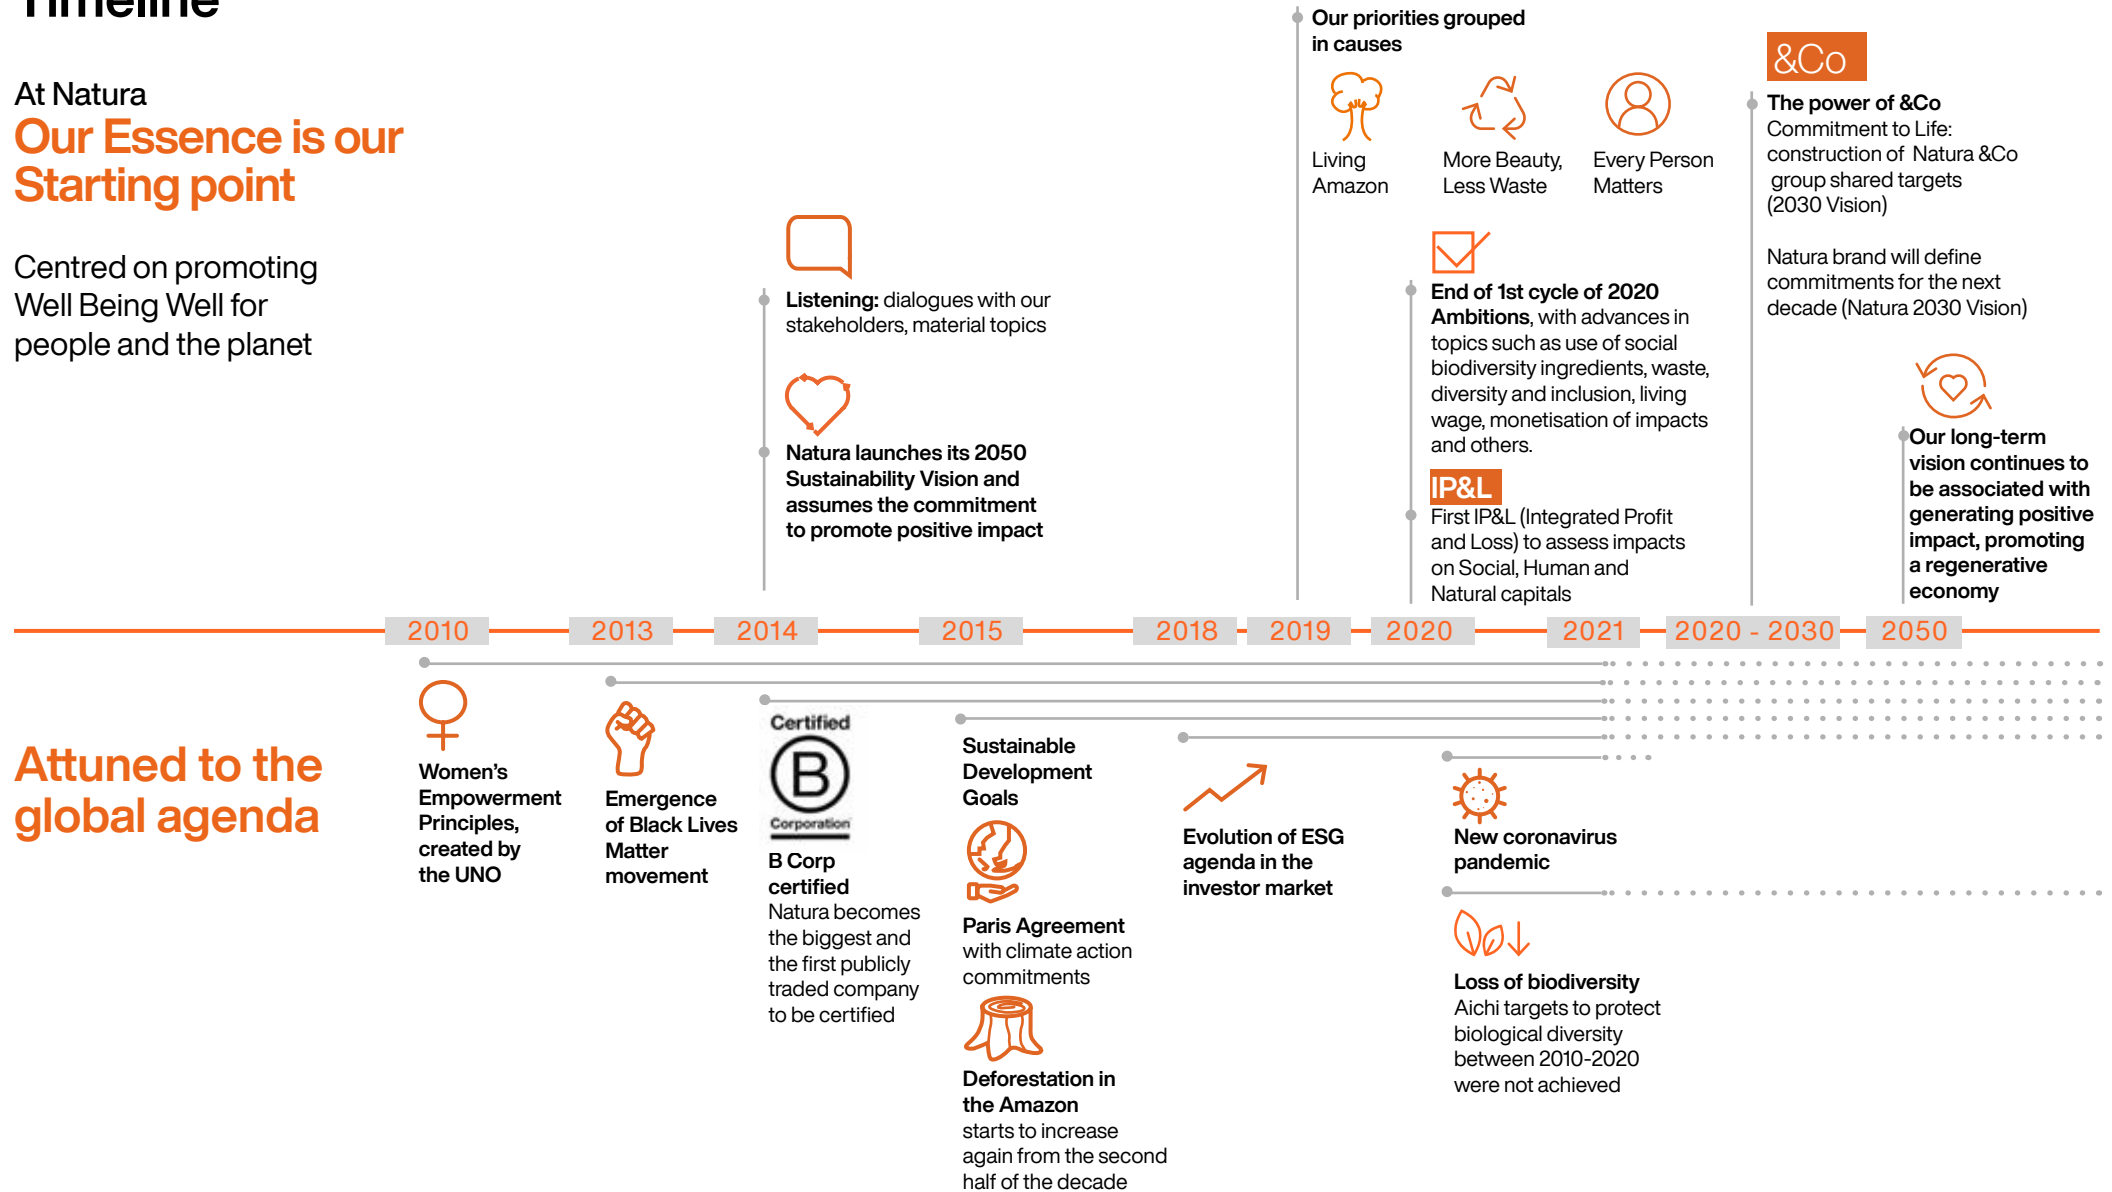 Timeline
At Natura
Our Essence is our
Starting point
Centred on promoting
Well Being Well for
people and the planet
Listening: dialogues with our
stakeholders, material topics
Natura launches its 2050
Sustainability Vision and
assumes the commitment
to promote positive impact
Our priorities grouped
in causes
Living
Amazon
More Beauty,
Less Waste
Every Person
Matters
End of 1st cycle of 2020
Ambitions, with advances in
topics such as use of social
biodiversity ingredients, waste,
diversity and inclusion, living
wage, monetisation of impacts
and others.
IP&L
First IP&L (Integrated Profit
and Loss) to assess impacts
on Social, Human and
Natural capitals
&Co
The power of &Co
Commitment to Life:
construction of Natura &Co
group shared targets
(2030 Vision)
Natura brand will define
commitments for the next
decade (Natura 2030 Vision)
Our long-term
vision continues to
be associated with
generating positive
impact, promoting
a regenerative
economy
2010 2013 2014 2015 2018 2019 2020 2021 2020 - 2030 2050
Attuned to the
global agenda
Women's
Empowerment
Principles,
created by
the UNO
Emergence
of Black Lives
Matter
movement
Certified
B
Corporation
B Corp
certified
Natura becomes
the biggest and
the first publicly
traded company
to be certified
Sustainable
Development
Goals
Paris Agreement
with climate action
commitments
Deforestation in
the Amazon
starts to increase
again from the second
half of the decade
Evolution of ESG
agenda in the
investor market
New coronavirus
pandemic
Loss of biodiversity
Aichi targets to protect
biological diversity
between 2010-2020
were not achieved